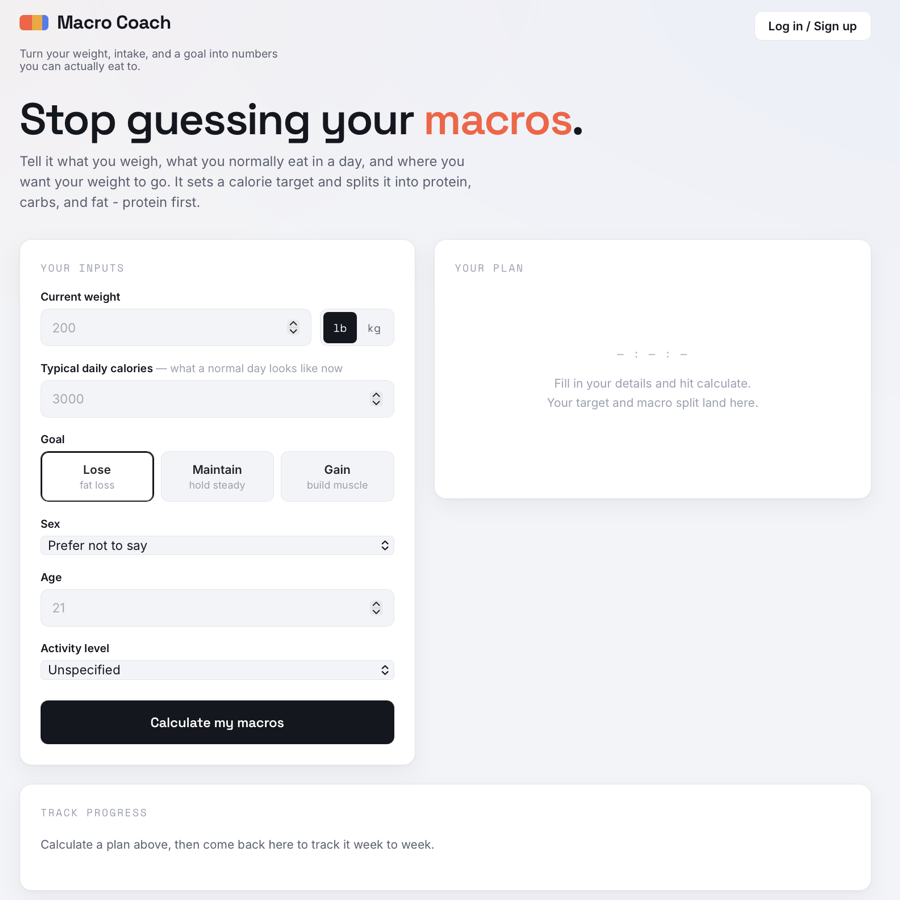 Macro Coach
Log in / Sign up
Turn your weight, intake, and a goal into numbers
you can actually eat to.
Stop guessing your macros.
Tell it what you weigh, what you normally eat in a day, and where you
want your weight to go. It sets a calorie target and splits it into protein,
carbs, and fat - protein first.
YOUR INPUTS
Current weight
200
lb
kg
Typical daily calories — what a normal day looks like now
3000
Goal
Lose
fat loss
Maintain
hold steady
Gain
build muscle
Sex
Prefer not to say
Age
21
Activity level
Unspecified
Calculate my macros
YOUR PLAN
— : — : —
Fill in your details and hit calculate.
Your target and macro split land here.
TRACK PROGRESS
Calculate a plan above, then come back here to track it week to week.